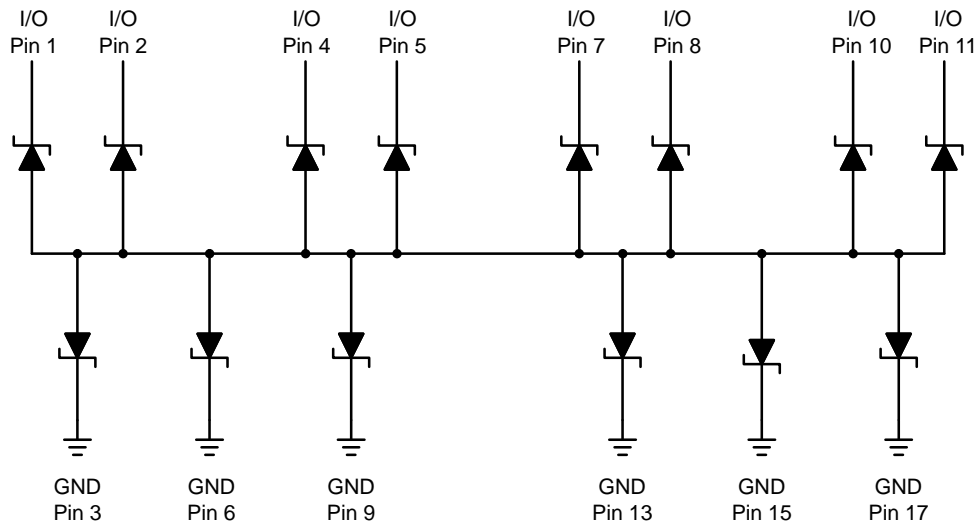 I/O
Pin 1
I/O
Pin 2
I/O
Pin 4
I/O
Pin 5
I/O
Pin 7
I/O
Pin 8
I/O
Pin 10
I/O
Pin 11
GND
Pin 3
GND
Pin 6
GND
Pin 9
GND
Pin 13
GND
Pin 15
GND
Pin 17